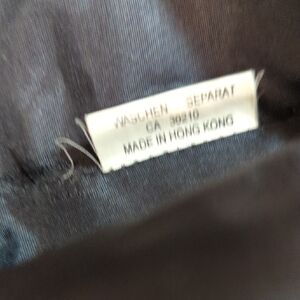 WASCHEN SEPARAT
CA 30210
MADE IN HONG KONG